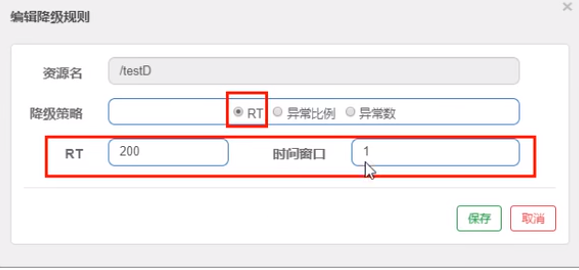 编辑降级规则
×
资源名 /testD
降级策略 RT 异常比例 异常数
RT 200 时间窗口 1
保存 取消